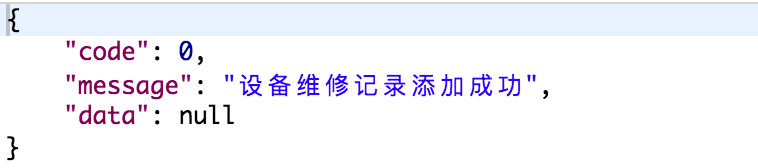 {
    "code": 0,
    "message": "设备维修记录添加成功",
    "data": null
}